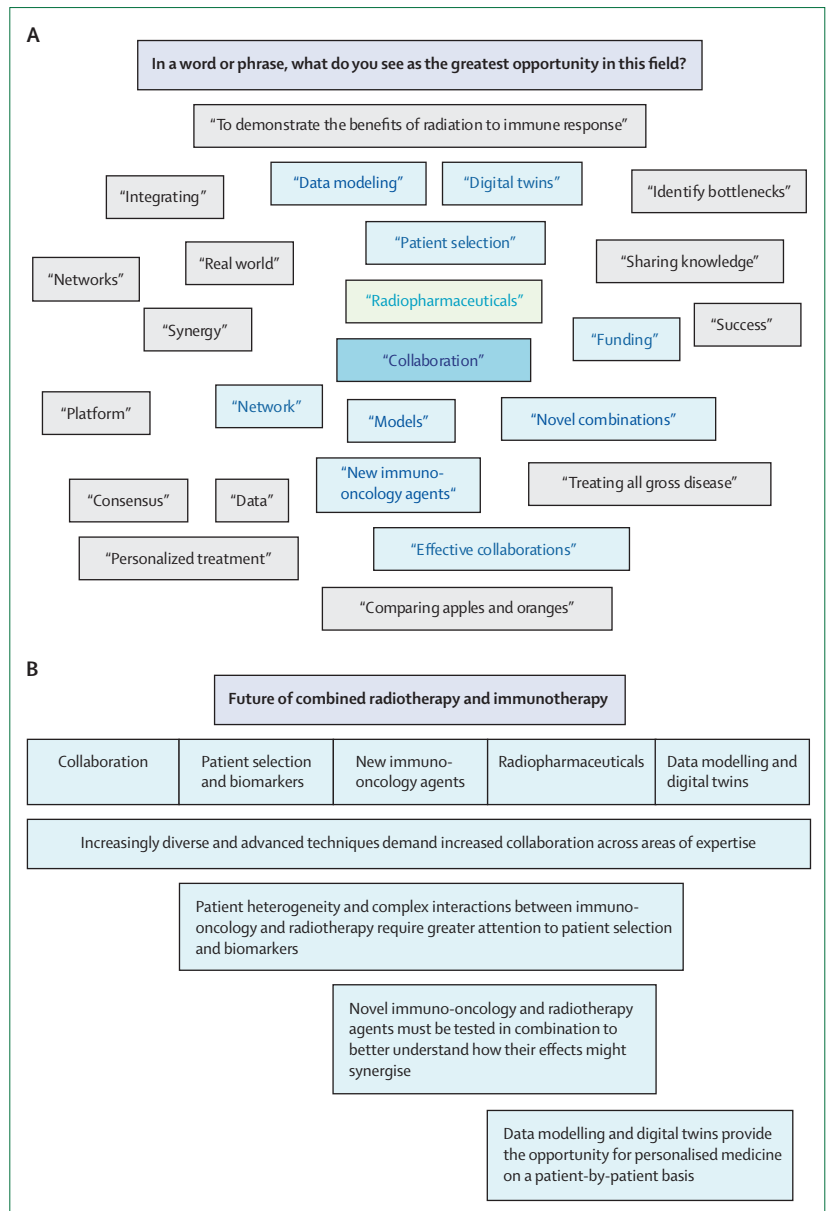 A
In a word or phrase, what do you see as the greatest opportunity in this field?
“To demonstrate the benefits of radiation to immune response”
“Data modeling”
“Digital twins”
“Integrating”
“Identify bottlenecks”
“Patient selection”
“Real world”
“Sharing knowledge”
“Networks”
“Radiopharmaceuticals”
“Synergy”
“Funding”
“Success”
“Collaboration”
“Platform”
“Network”
“Models”
“Novel combinations”
“New immuno-
oncology agents“
“Treating all gross disease”
“Consensus”
“Data”
“Personalized treatment”
“Effective collaborations”
“Comparing apples and oranges”
B
Future of combined radiotherapy and immunotherapy
Collaboration
Patient selection
and biomarkers
New immuno-
oncology agents
Radiopharmaceuticals
Data modelling and
digital twins
Increasingly diverse and advanced techniques demand increased collaboration across areas of expertise
Patient heterogeneity and complex interactions between immuno-
oncology and radiotherapy require greater attention to patient selection
and biomarkers
Novel immuno-oncology and radiotherapy
agents must be tested in combination to
better understand how their effects might
synergise
Data modelling and digital twins provide
the opportunity for personalised medicine
on a patient-by-patient basis